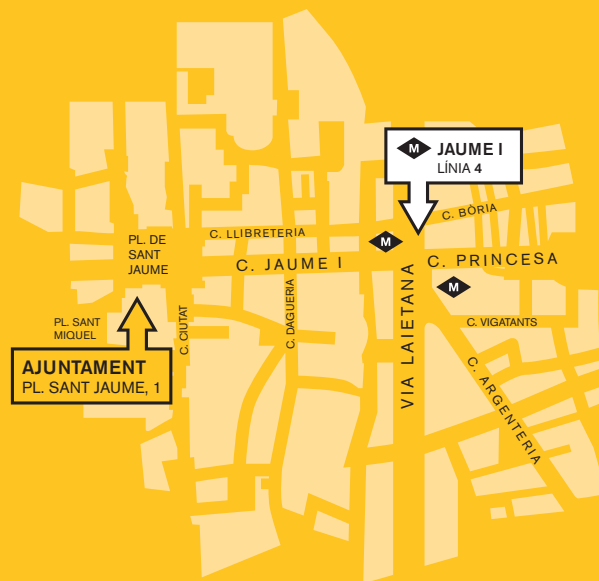 M JAUME I
LÍNIA 4
C. BÒRIA
C. LLIBRETERIA
PL. DE
SANT
JAUME
M
C. JAUME I
C. PRINCESA
M
PL. SANT
MIQUEL
C. CIUTAT
C. DAGUERIA
VIA LAIETANA
C. VIGATANTS
C. ARGENTERIA
AJUNTAMENT
PL. SANT JAUME, 1